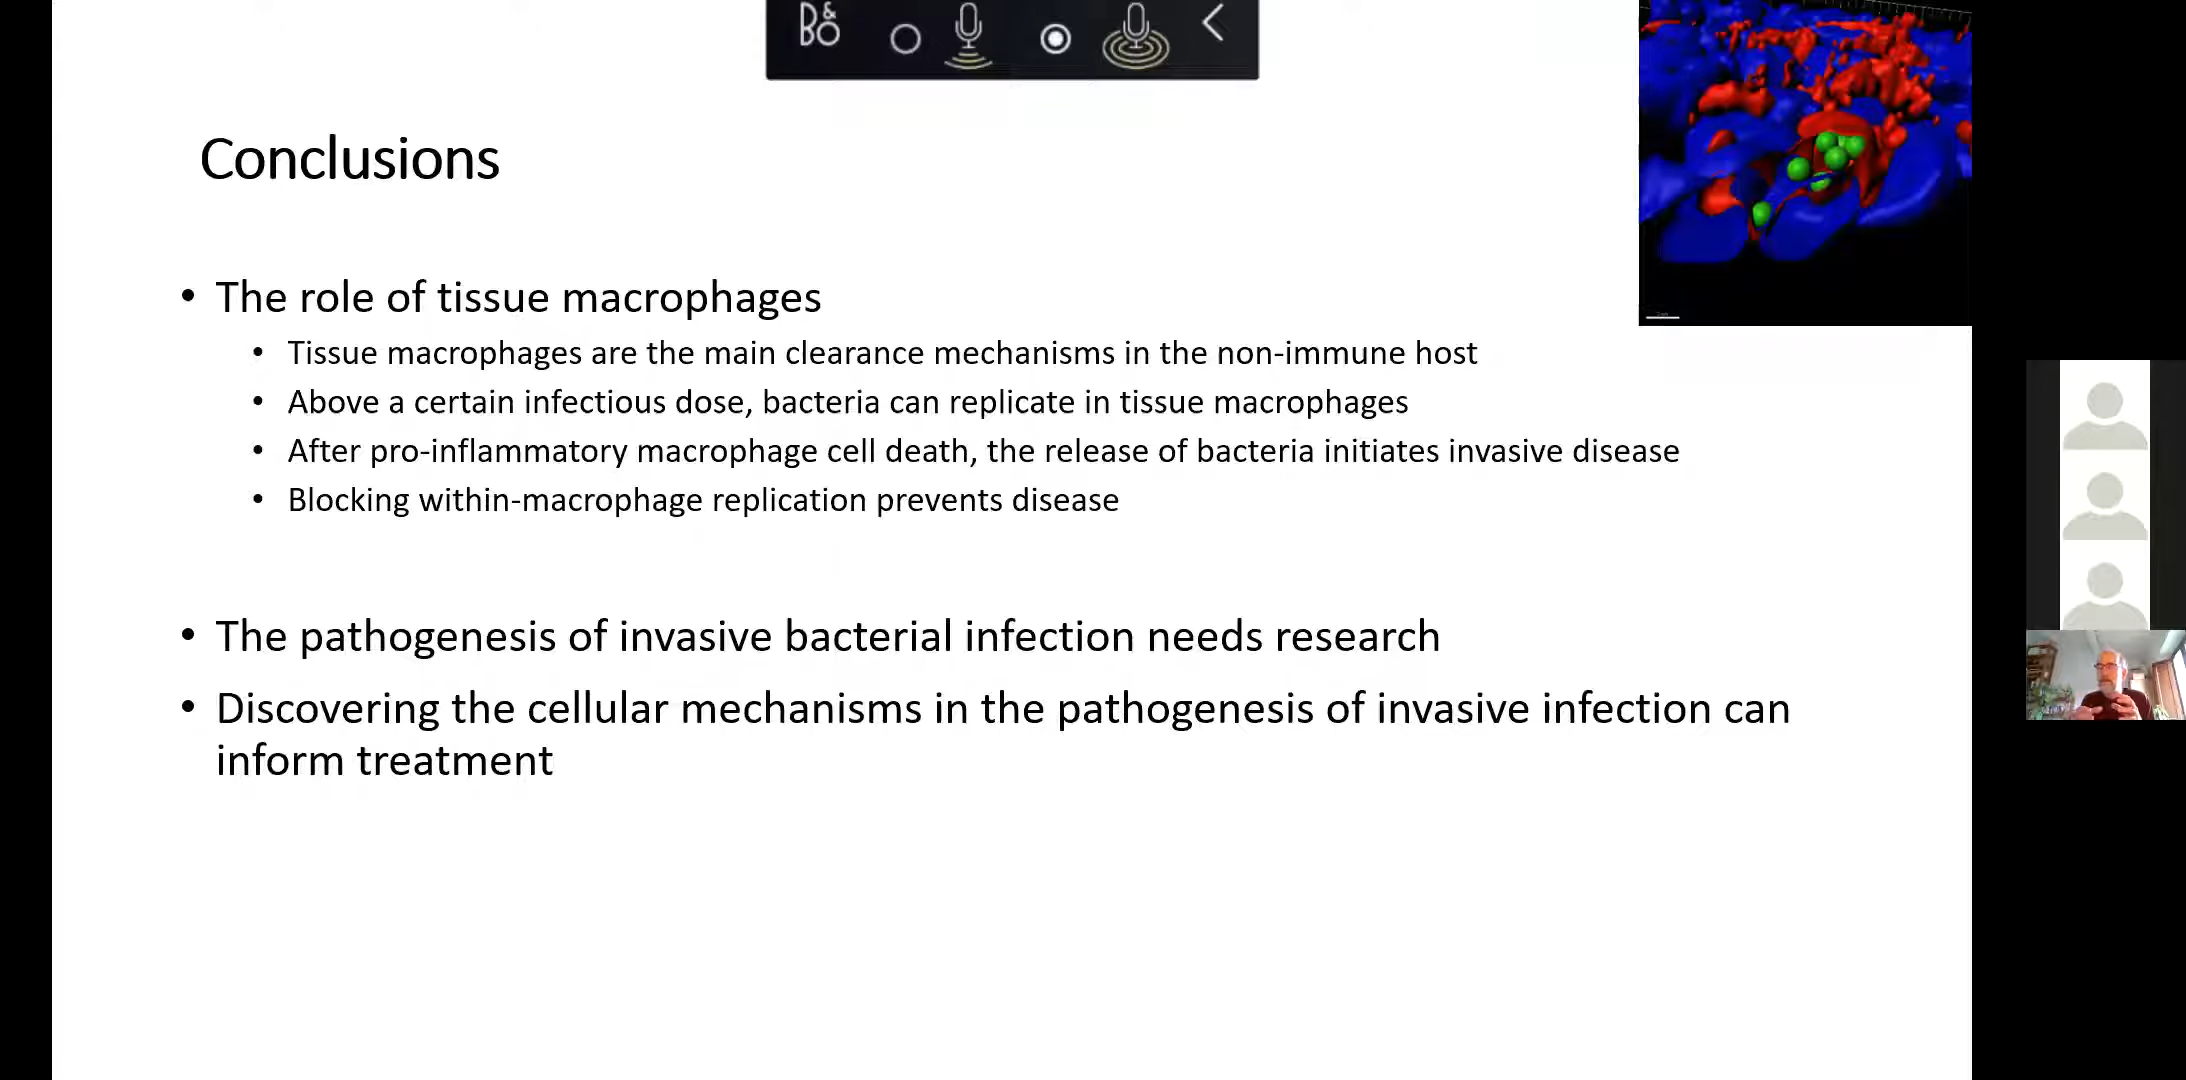 B&O
Conclusions
• The role of tissue macrophages
• Tissue macrophages are the main clearance mechanisms in the non-immune host
• Above a certain infectious dose, bacteria can replicate in tissue macrophages
• After pro-inflammatory macrophage cell death, the release of bacteria initiates invasive disease
• Blocking within-macrophage replication prevents disease
• The pathogenesis of invasive bacterial infection needs research
• Discovering the cellular mechanisms in the pathogenesis of invasive infection can
inform treatment